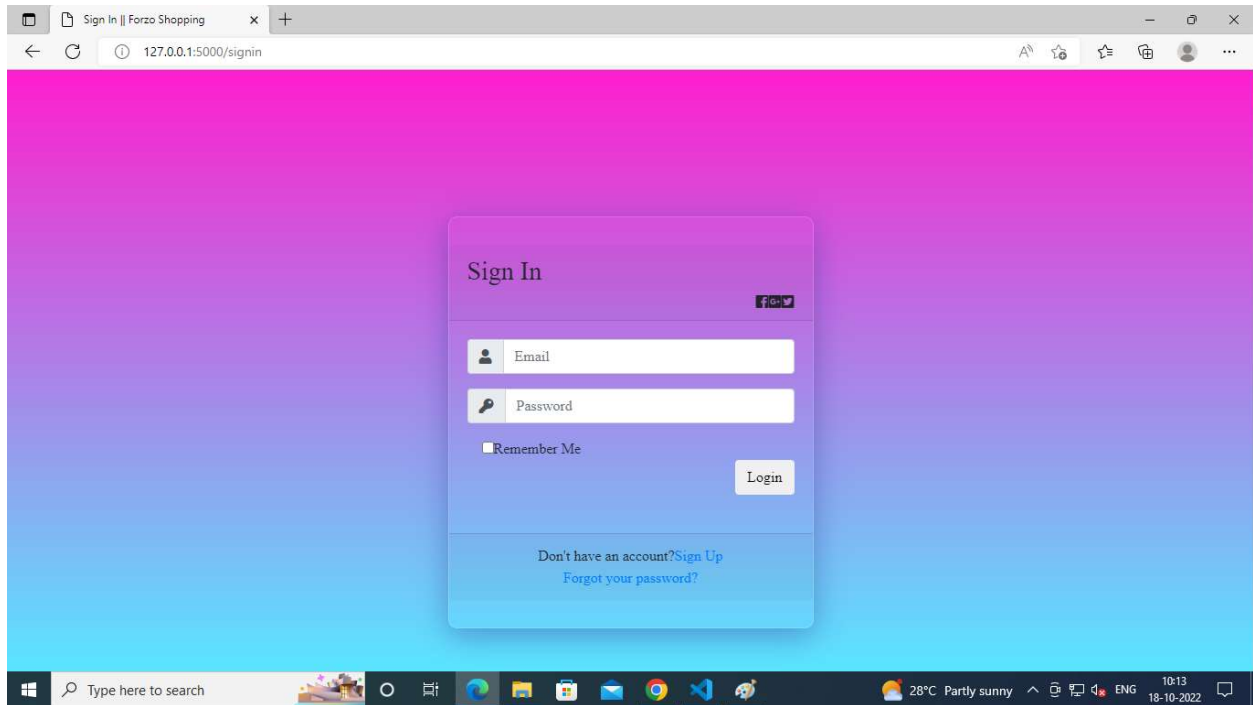 Sign In || Forzo Shopping
127.0.0.1:5000/signin
Sign In
Email
Password
Remember Me
Login
Don't have an account?Sign Up
Forgot your password?
Type here to search
28°C Partly sunny
ENG
10:13
18-10-2022